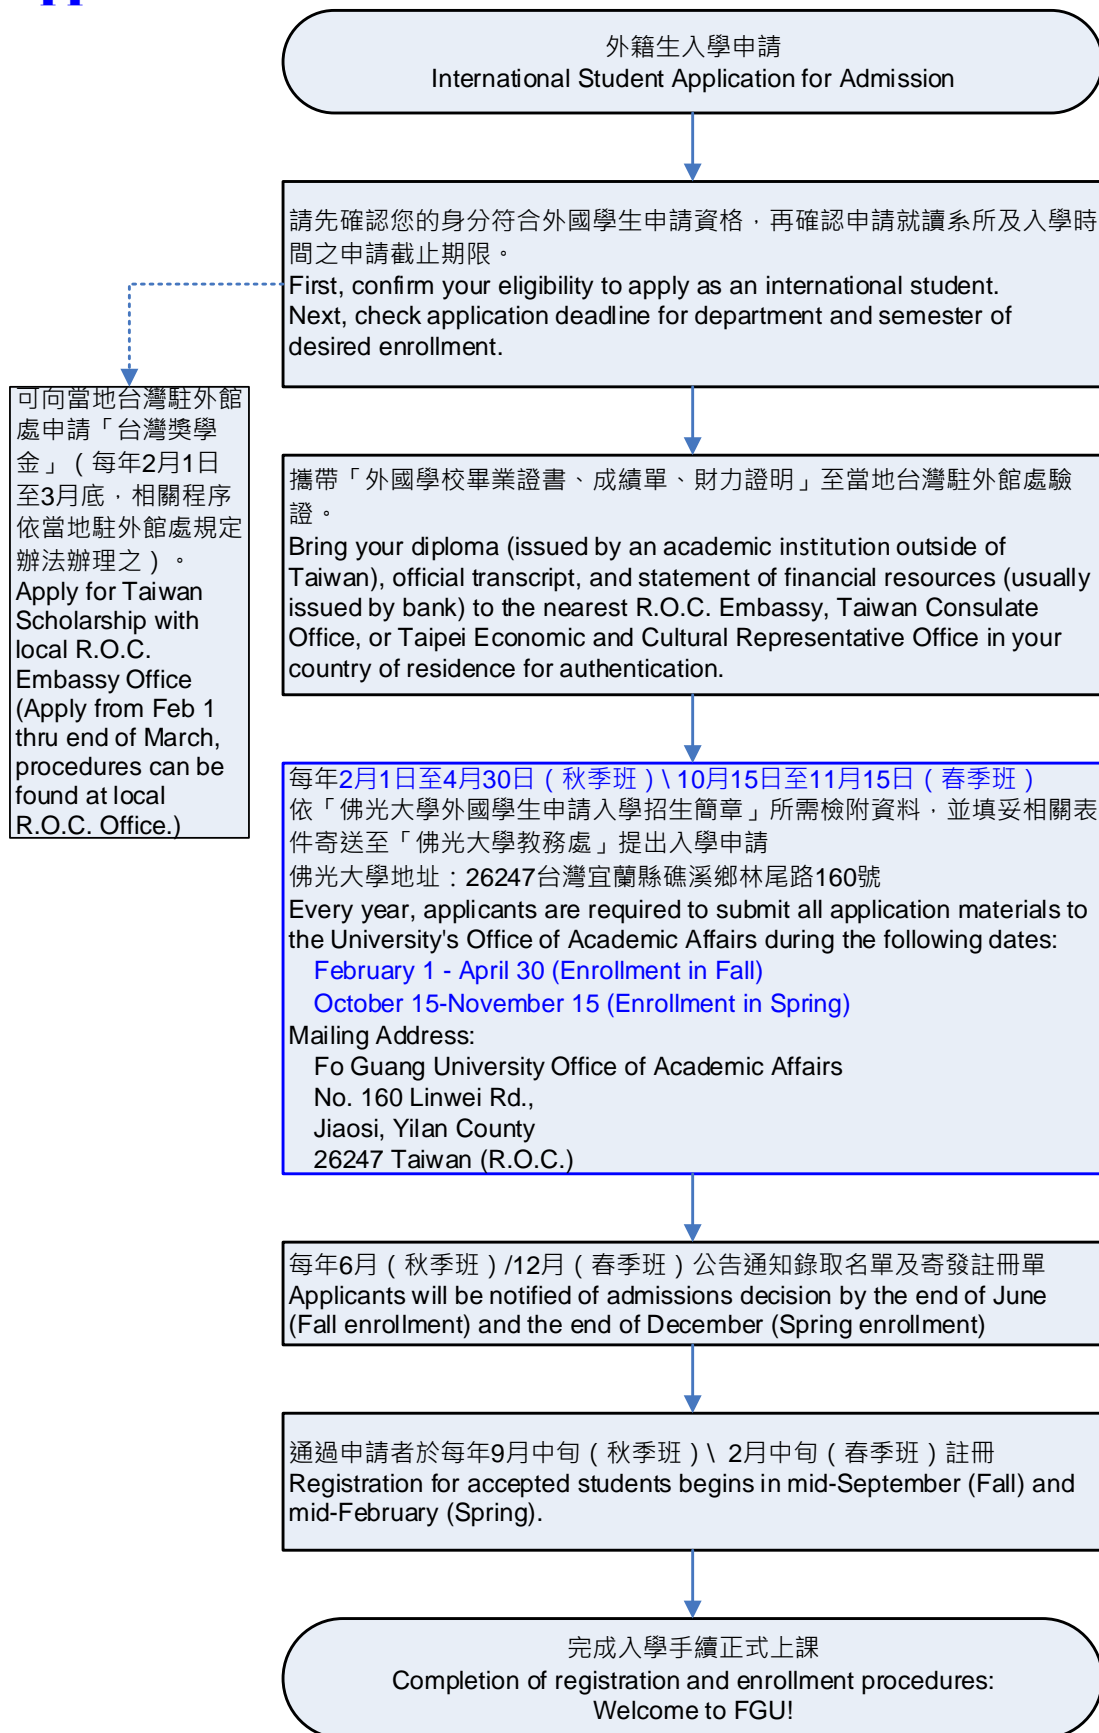 外籍生入學申請
International Student Application for Admission
請先確認您的身分符合外國學生申請資格，再確認申請就讀系所及入學時
間之申請截止期限。
First, confirm your eligibility to apply as an international student.
Next, check application deadline for department and semester of
desired enrollment.
可向當地台灣駐外館
處申請「台灣獎學
金」（每年2月1日
至3月底，相關程序
依當地駐外館處規定
辦法辦理之）。
Apply for Taiwan
Scholarship with
local R.O.C.
Embassy Office
(Apply from Feb 1
thru end of March,
procedures can be
found at local
R.O.C. Office.)
攜帶「外國學校畢業證書、成績單、財力證明」至當地台灣駐外館處驗
證。
Bring your diploma (issued by an academic institution outside of
Taiwan), official transcript, and statement of financial resources (usually
issued by bank) to the nearest R.O.C. Embassy, Taiwan Consulate
Office, or Taipei Economic and Cultural Representative Office in your
country of residence for authentication.
每年2月1日至4月30日（秋季班）\ 10月15日至11月15日（春季班）
依「佛光大學外國學生申請入學招生簡章」所需檢附資料，並填妥相關表
件寄送至「佛光大學教務處」提出入學申請
佛光大學地址：26247台灣宜蘭縣礁溪鄉林尾路160號
Every year, applicants are required to submit all application materials to
the University's Office of Academic Affairs during the following dates:
February 1 - April 30 (Enrollment in Fall)
October 15-November 15 (Enrollment in Spring)
Mailing Address:
Fo Guang University Office of Academic Affairs
No. 160 Linwei Rd.,
Jiaosi, Yilan County
26247 Taiwan (R.O.C.)
每年6月（秋季班）/12月（春季班）公告通知錄取名單及寄發註冊單
Applicants will be notified of admissions decision by the end of June
(Fall enrollment) and the end of December (Spring enrollment)
通過申請者於每年9月中旬（秋季班）\ 2月中旬（春季班）註冊
Registration for accepted students begins in mid-September (Fall) and
mid-February (Spring).
完成入學手續正式上課
Completion of registration and enrollment procedures:
Welcome to FGU!